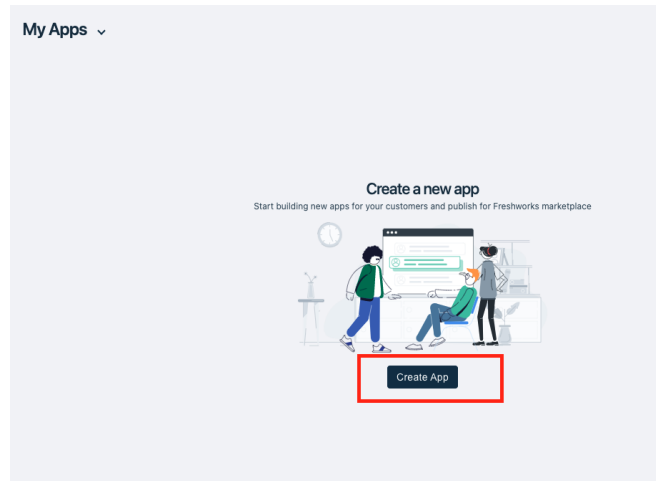 My Apps
Create a new app
Start building new apps for your customers and publish for Freshworks marketplace
Create App